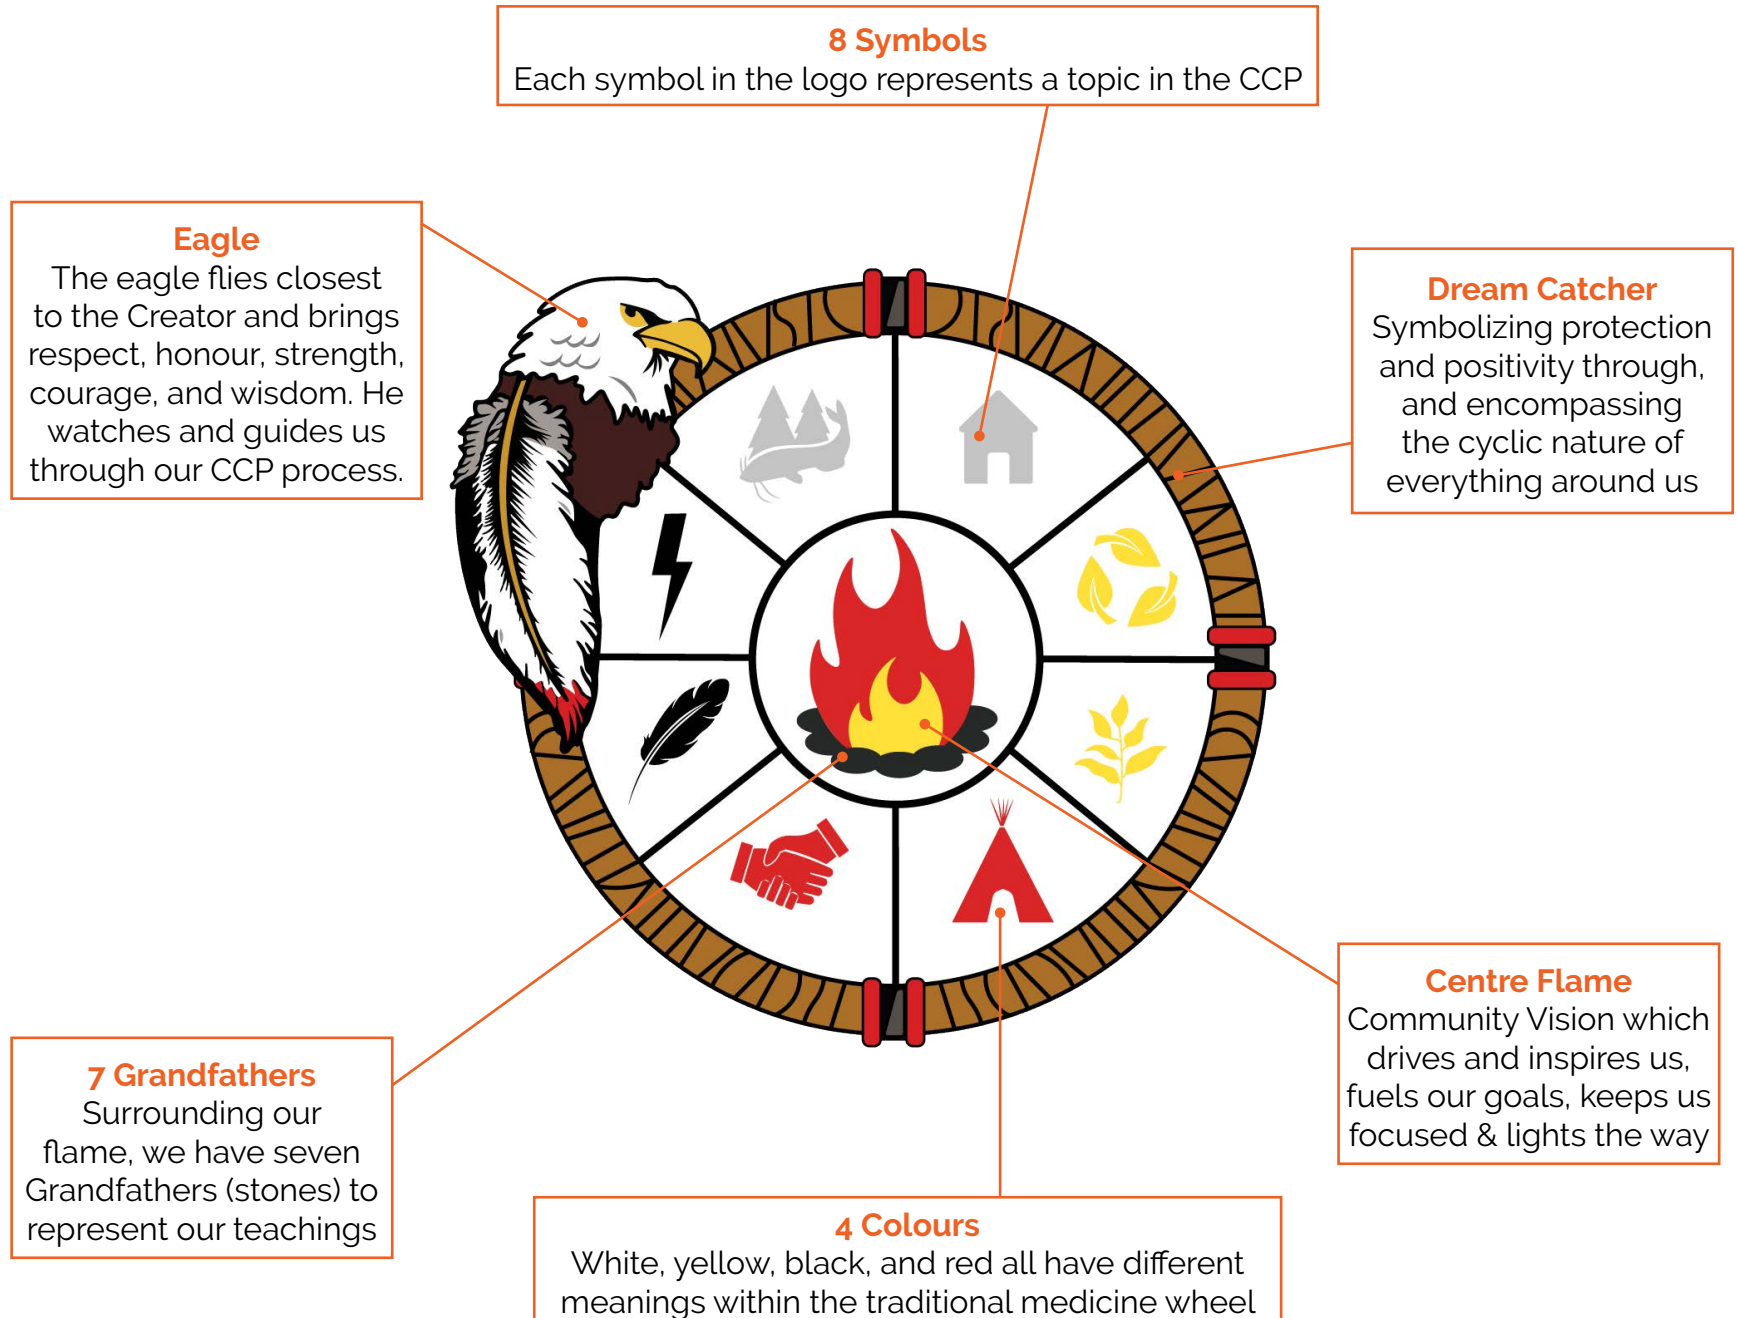 8 Symbols
Each symbol in the logo represents a topic in the CCP
Eagle
The eagle flies closest
to the Creator and brings
respect, honour, strength,
courage, and wisdom. He
watches and guides us
through our CCP process.
Dream Catcher
Symbolizing protection
and positivity through,
and encompassing
the cyclic nature of
everything around us
Centre Flame
Community Vision which
drives and inspires us,
fuels our goals, keeps us
focused & lights the way
7 Grandfathers
Surrounding our
flame, we have seven
Grandfathers (stones) to
represent our teachings
4 Colours
White, yellow, black, and red all have different
meanings within the traditional medicine wheel